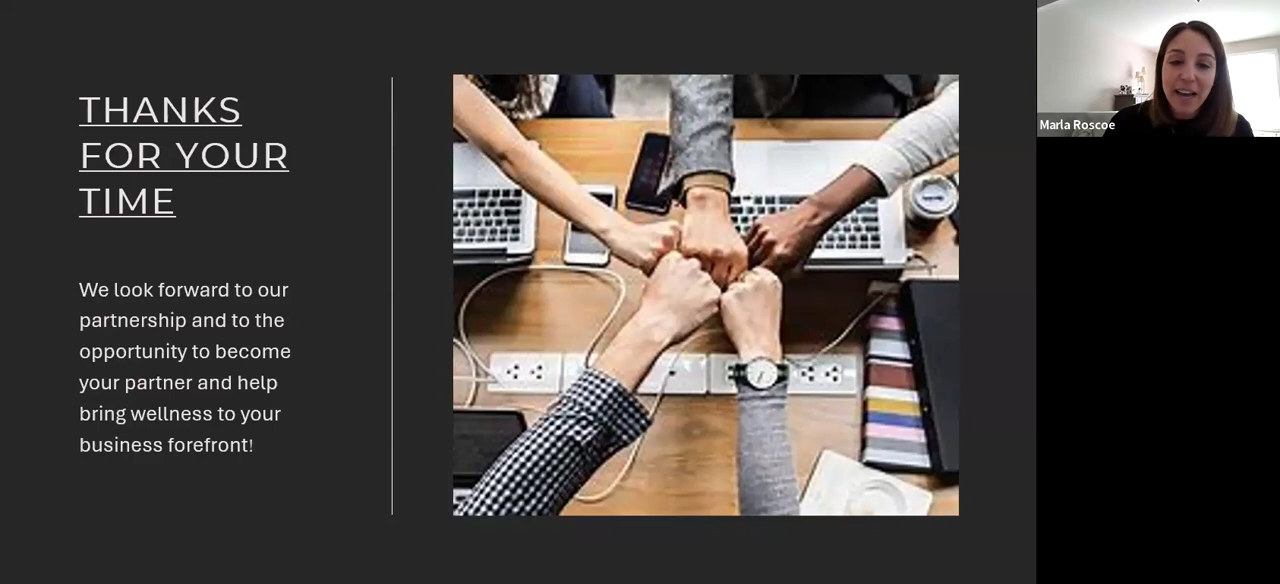 THANKS
FOR YOUR
TIME
We look forward to our
partnership and to the
opportunity to become
your partner and help
bring wellness to your
business forefront!
Marla Roscoe